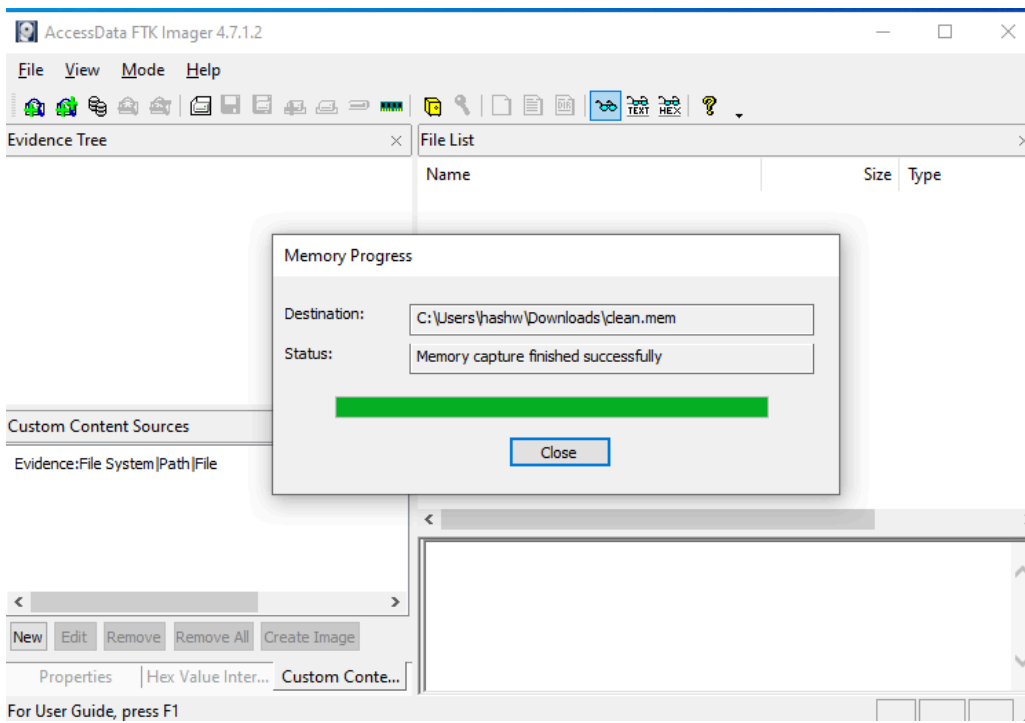 AccessData FTK Imager 4.7.1.2
File View Mode Help
TEXT HEX
Evidence Tree
File List
Name Size Type
Memory Progress
Destination: C:\Users\hashw\Downloads\clean.mem
Status: Memory capture finished successfully
Close
Custom Content Sources
Evidence:File System|Path|File
New Edit Remove Remove All Create Image
Properties Hex Value Inter... Custom Conte...
For User Guide, press F1